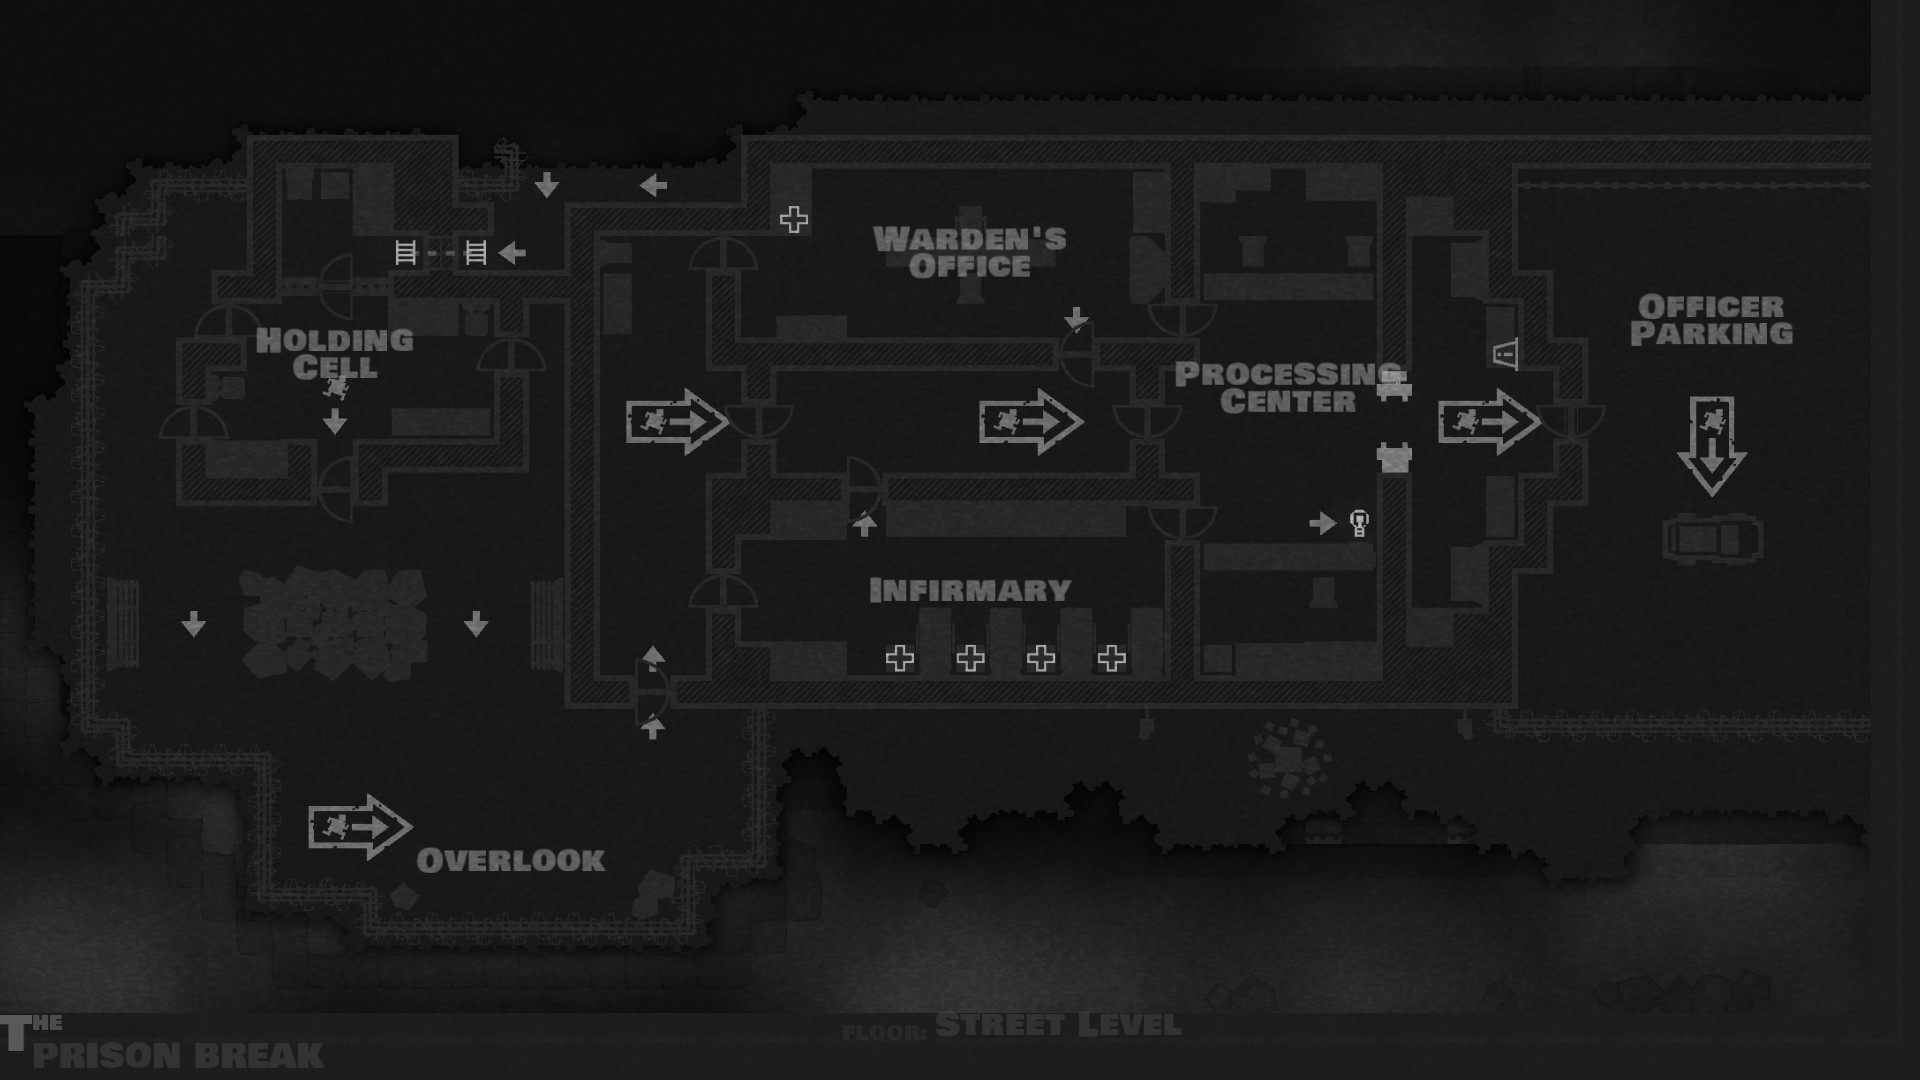 WARDEN'S
OFFICE
HOLDING
CELL
OFFICER
PARKING
PROCESSING
CENTER
INFIRMARY
OVERLOOK
THE
PRISON BREAK
FLOOR: STREET LEVEL